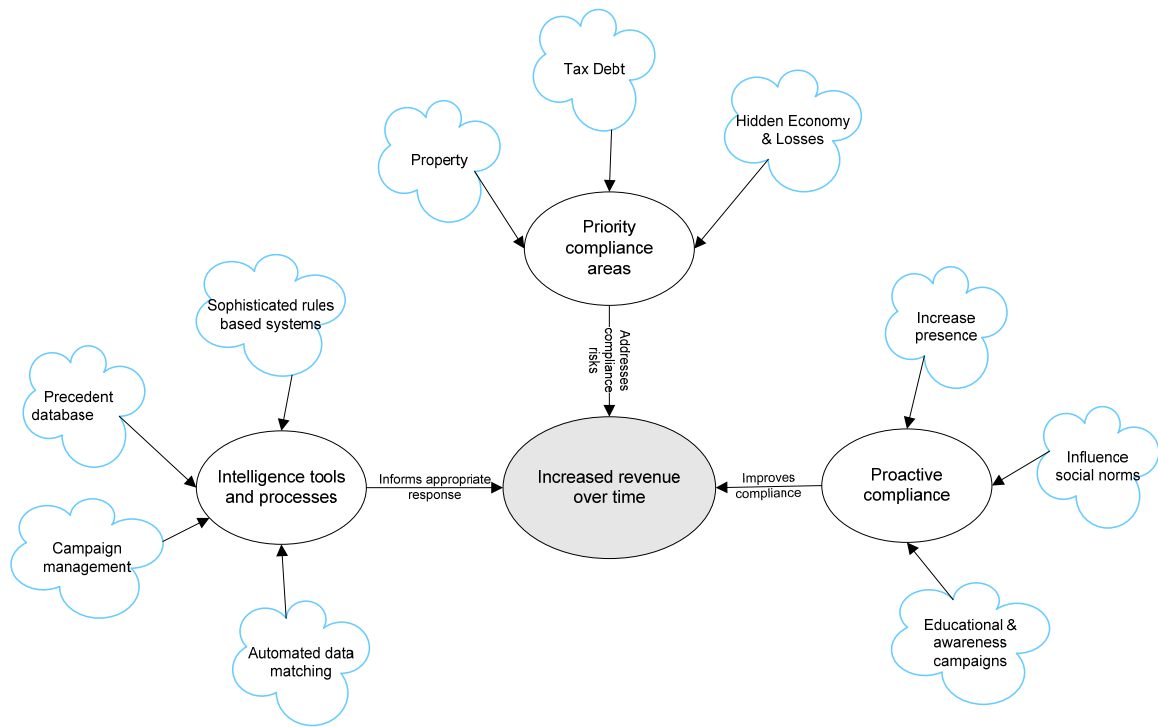 Tax Debt
Hidden Economy
& Losses
Property
Priority
compliance
areas
Sophisticated rules
based systems
Increase
presence
Addresses
compliance
risks
Precedent
database
Influence
social norms
Intelligence tools
and processes
Informs appropriate
response
Increased revenue
over time
Improves
compliance
Proactive
compliance
Campaign
management
Automated data
matching
Educational &
awareness
campaigns